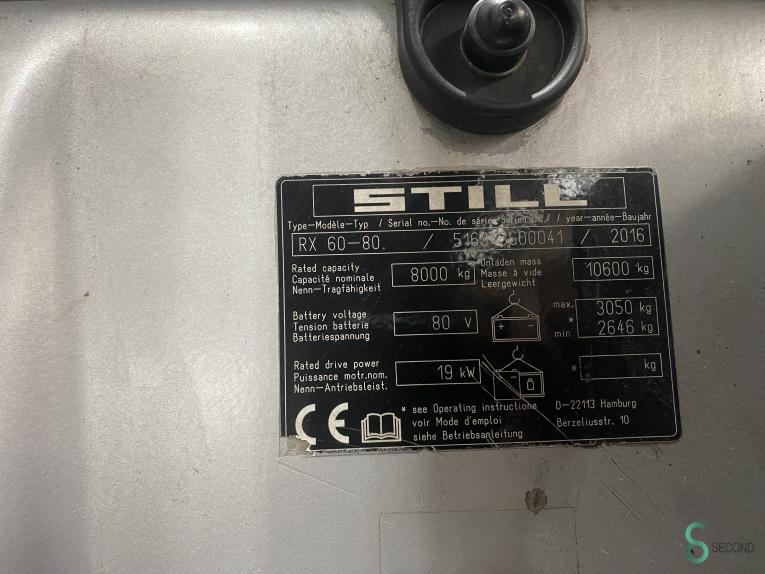 STILL
Type-Modèle-Typ / Serial no.-No. de série-Serien-Nr. / year-année-Baujahr
RX 60-80. / / 2016
Rated capacity
Capacité nominale
Nenn-Tragfähigkeit
8000 kg
Unladen mass
Masse à vide
Leergewicht
10600 kg
Battery voltage
Tension batterie
Batteriespannung
80 V
+ -
max. 3050 kg
*
min. 2646 kg
Rated drive power
Puissance motr.nom.
Nenn-Antriebsleist.
19 kW
* kg
CE
* see Operating instructions
voir Mode d'emploi
siehe Betriebsanleitung
D-22113 Hamburg
Berzeliusstr. 10
SECOND